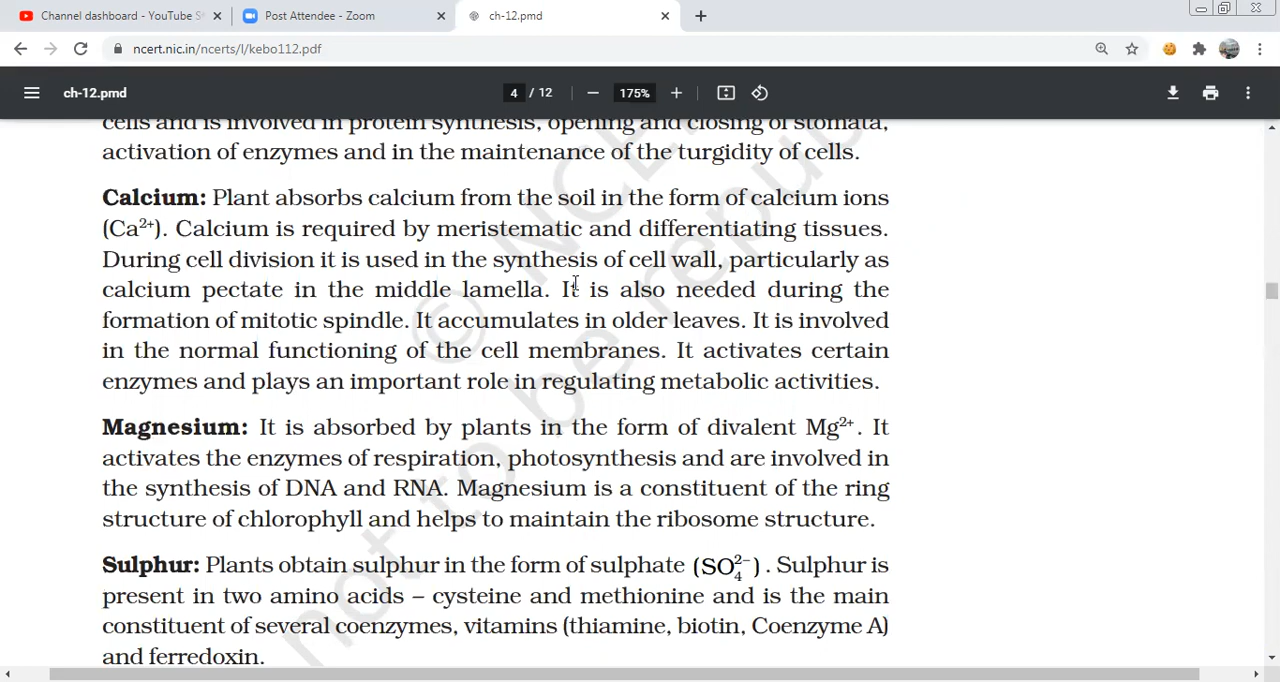 Channel dashboard - YouTube S
Post Attendee - Zoom
ch-12.pmd
ncert.nic.in/ncerts/l/kebo112.pdf
ch-12.pmd
4 / 12
175%
cells and is involved in protein synthesis, opening and closing of stomata,
activation of enzymes and in the maintenance of the turgidity of cells.
Calcium: Plant absorbs calcium from the soil in the form of calcium ions
(Ca²⁺). Calcium is required by meristematic and differentiating tissues.
During cell division it is used in the synthesis of cell wall, particularly as
calcium pectate in the middle lamella. It is also needed during the
formation of mitotic spindle. It accumulates in older leaves. It is involved
in the normal functioning of the cell membranes. It activates certain
enzymes and plays an important role in regulating metabolic activities.
Magnesium: It is absorbed by plants in the form of divalent Mg²⁺. It
activates the enzymes of respiration, photosynthesis and are involved in
the synthesis of DNA and RNA. Magnesium is a constituent of the ring
structure of chlorophyll and helps to maintain the ribosome structure.
Sulphur: Plants obtain sulphur in the form of sulphate (SO₄²⁻). Sulphur is
present in two amino acids – cysteine and methionine and is the main
constituent of several coenzymes, vitamins (thiamine, biotin, Coenzyme A)
and ferredoxin.
© NCE
not to be repu